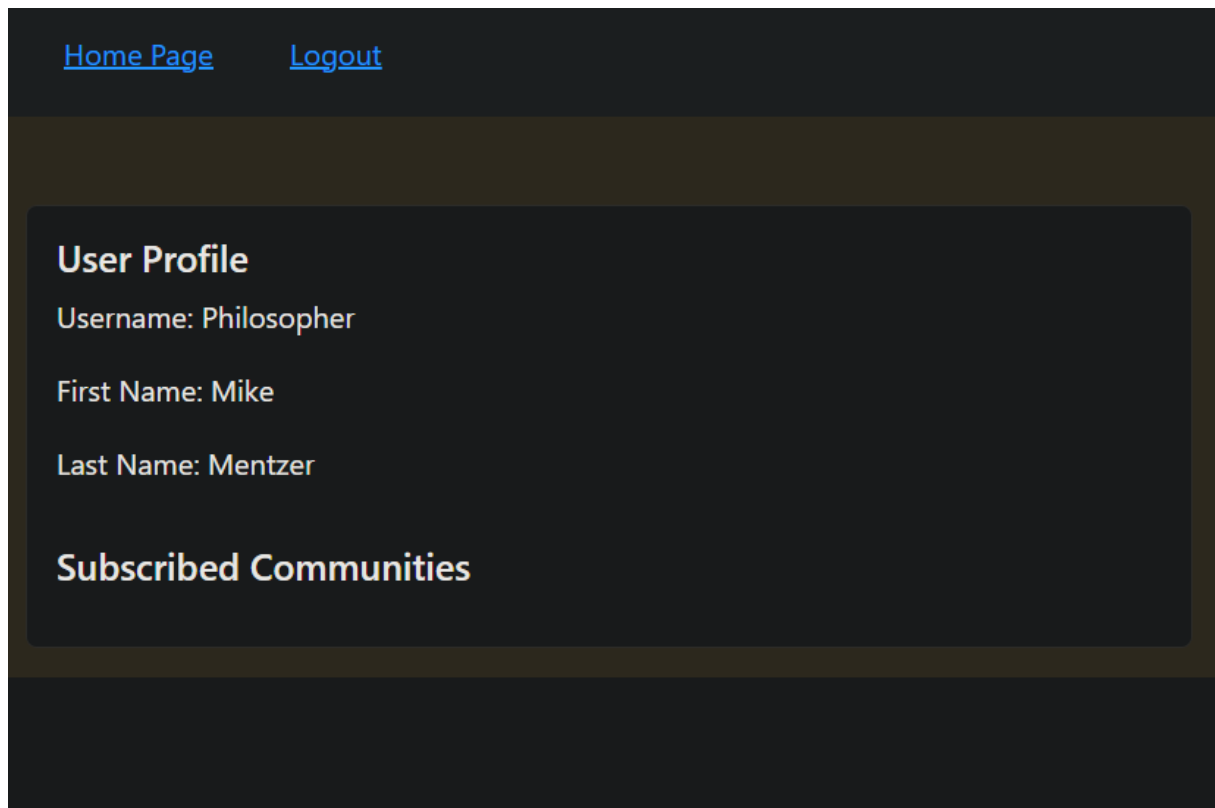 Home Page Logout
User Profile
Username: Philosopher
First Name: Mike
Last Name: Mentzer
Subscribed Communities